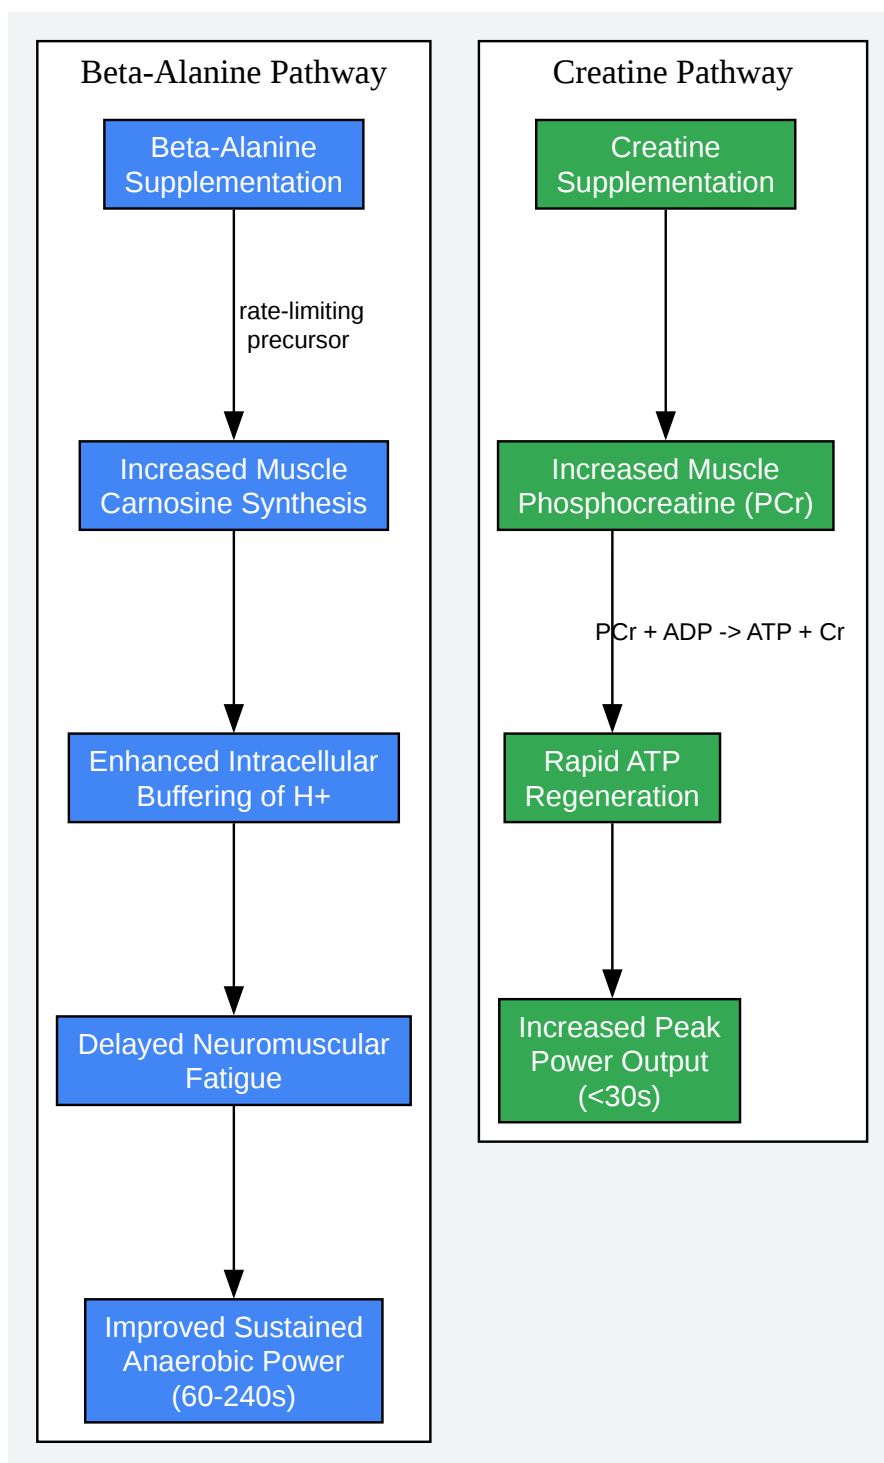 Beta-Alanine Pathway
Beta-Alanine
Supplementation
rate-limiting
precursor
Increased Muscle
Carnosine Synthesis
Enhanced Intracellular
Buffering of H+
Delayed Neuromuscular
Fatigue
Improved Sustained
Anaerobic Power
(60-240s)
Creatine Pathway
Creatine
Supplementation
Increased Muscle
Phosphocreatine (PCr)
PCr + ADP -> ATP + Cr
Rapid ATP
Regeneration
Increased Peak
Power Output
(<30s)